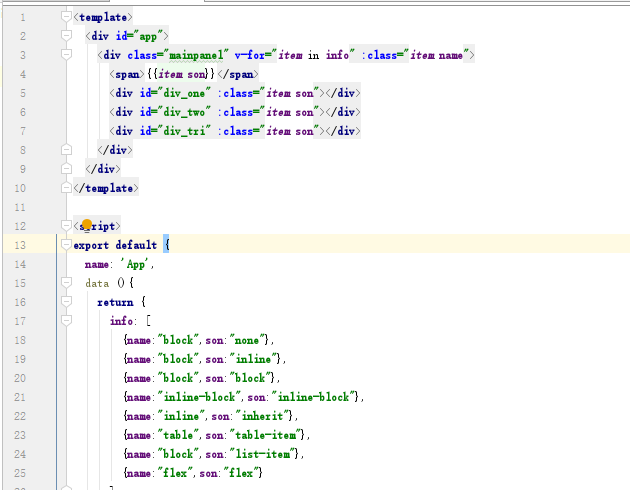 1 <template>
2 <div id="app">
3 <div class="mainpanel" v-for="item in info" :class="item.name">
4 <span>{{item.son}}</span>
5 <div id="div_one" :class="item.son"></div>
6 <div id="div_two" :class="item.son"></div>
7 <div id="div_tri" :class="item.son"></div>
8 </div>
9 </div>
10 </template>
11
12 <script>
13 export default {
14 name: 'App',
15 data () {
16 return {
17 info: [
18 {name:"block",son:"none"},
19 {name:"block",son:"inline"},
20 {name:"block",son:"block"},
21 {name:"inline-block",son:"inline-block"},
22 {name:"inline",son:"inherit"},
23 {name:"table",son:"table-item"},
24 {name:"block",son:"list-item"},
25 {name:"flex",son:"flex"}